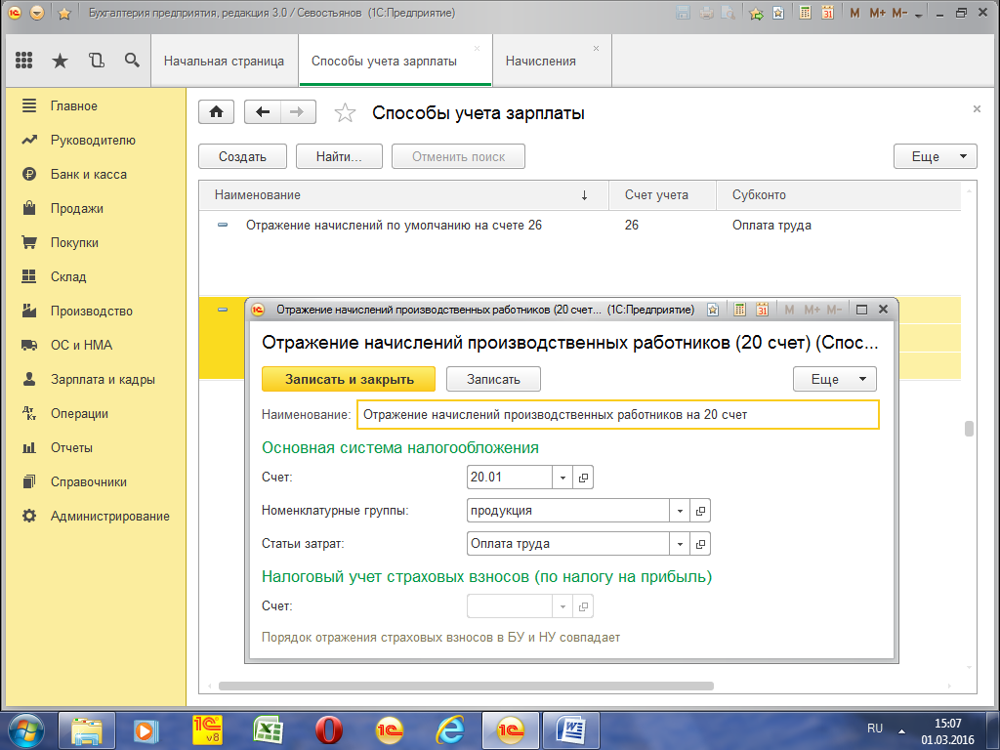 Бухгалтерия предприятия, редакция 3.0 / Севостьянов (1С:Предприятие)
31 M M+ M-
Начальная страница Способы учета зарплаты Начисления
Главное
Руководителю
Банк и касса
Продажи
Покупки
Склад
Производство
ОС и НМА
Зарплата и кадры
Операции
Отчеты
Справочники
Администрирование
Способы учета зарплаты
Создать Найти... Отменить поиск Еще
Наименование Счет учета Субконто
Отражение начислений по умолчанию на счете 26 26 Оплата труда
Отражение начислений производственных работников (20 счет... (1С:Предприятие) 31 M M+ M-
Отражение начислений производственных работников (20 счет) (Спос...
Записать и закрыть Записать Еще
Наименование: Отражение начислений производственных работников на 20 счет
Основная система налогообложения
Счет: 20.01
Номенклатурные группы: продукция
Статьи затрат: Оплата труда
Налоговый учет страховых взносов (по налогу на прибыль)
Счет:
Порядок отражения страховых взносов в БУ и НУ совпадает
RU 15:07
01.03.2016